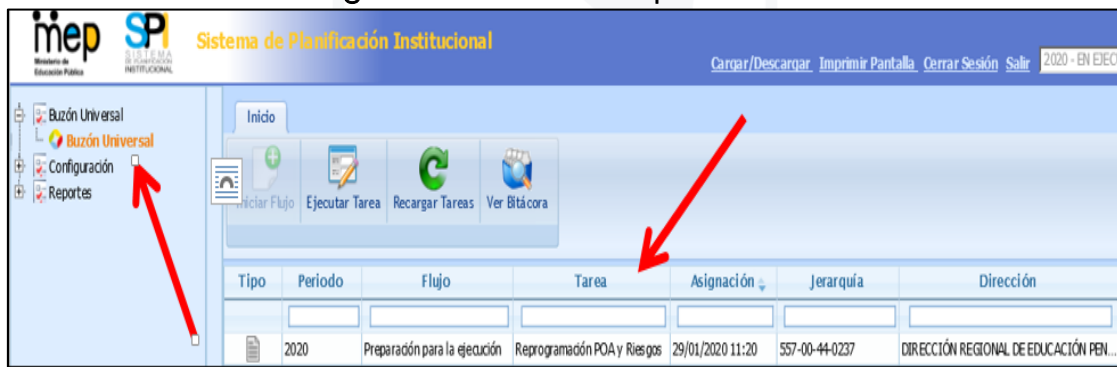 mep
Ministerio de
Educación Pública
SPI
SISTEMA
DE PLANIFICACIÓN
INSTITUCIONAL
Sistema de Planificación Institucional
Cargar/Descargar Imprimir Pantalla Cerrar Sesión Salir 2020 - EN EJEC
Buzón Universal
Buzón Universal
Configuración
Reportes
Inicio
Iniciar Flujo Ejecutar Tarea Recargar Tareas Ver Bitácora
Tipo Periodo Flujo Tarea Asignación Jerarquía Dirección
2020 Preparación para la ejecución Reprogramación POA y Riesgos 29/01/2020 11:20 557-00-44-0237 DIRECCIÓN REGIONAL DE EDUCACIÓN PEN...